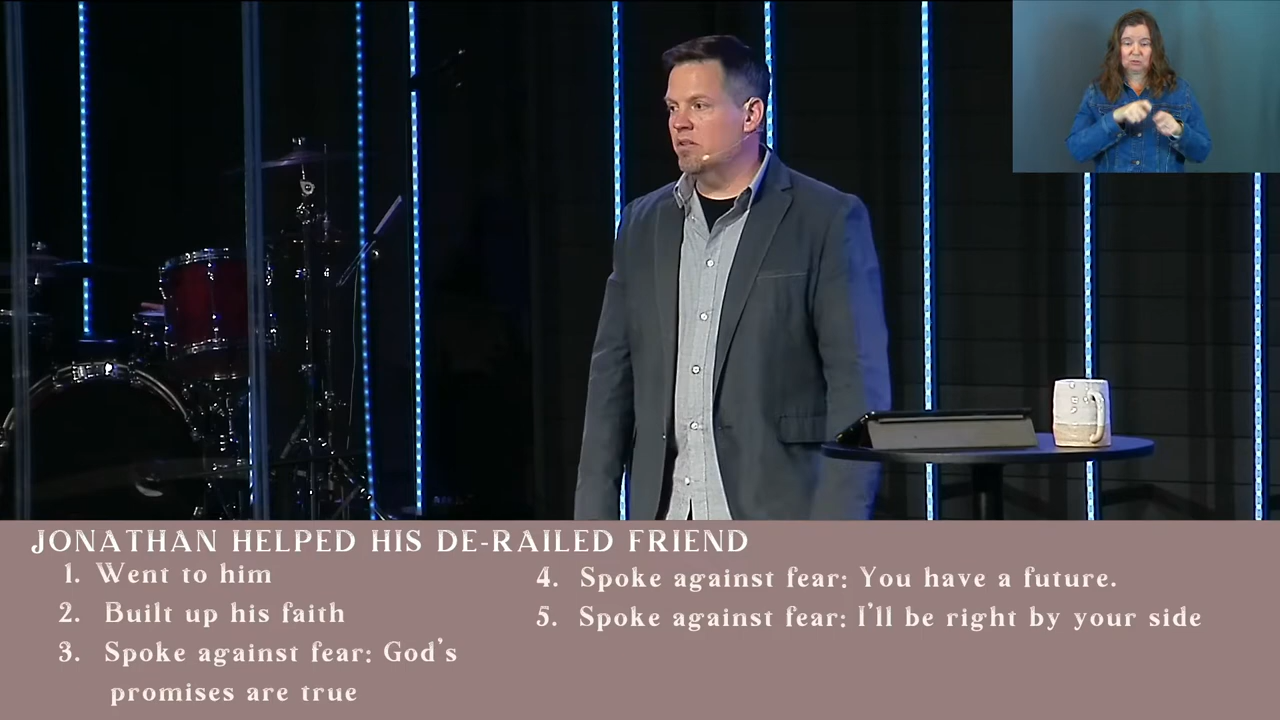 JONATHAN HELPED HIS DE-RAILED FRIEND
1. Went to him
2. Built up his faith
3. Spoke against fear: God's
promises are true
4. Spoke against fear: You have a future.
5. Spoke against fear: I'll be right by your side